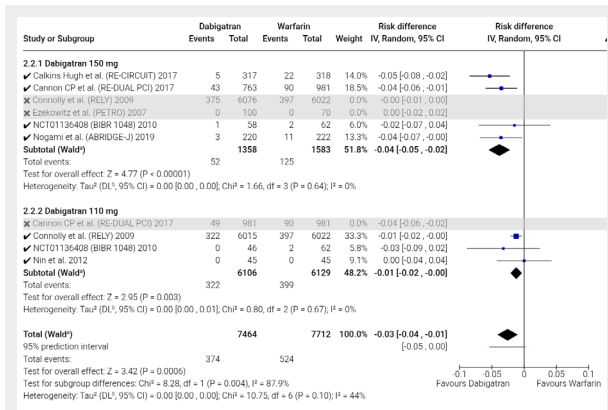 Dabigatran Warfarin Risk difference Risk difference
Study or Subgroup Events Total Events Total Weight IV, Random, 95% CI IV, Random, 95% CI
2.2.1 Dabigatran 150 mg
✔ Calkins Hugh et al. (RE-CIRCUIT) 2017 5 317 22 318 14.0% -0.05 [-0.08, -0.02]
✔ Cannon CP et al. (RE-DUAL PCI) 2017 43 763 90 981 14.5% -0.04 [-0.06, -0.01]
✖ Connolly et al. (RELY) 2009 375 6076 397 6022 0.0% -0.00 [-0.01, 0.00]
✖ Ezekowitz et al. (PETRO) 2007 0 100 0 70 0.0% 0.00 [-0.02, 0.02]
✔ NCT01136408 (BIBR 1048) 2010 1 58 2 62 10.0% -0.02 [-0.07, 0.04]
✔ Nogami et al. (ABRIDGE-J) 2019 3 220 11 222 13.3% -0.04 [-0.07, -0.00]
Subtotal (Waldᵃ) 1358 1583 51.8% -0.04 [-0.05, -0.02]
Total events: 52 125
Test for overall effect: Z = 4.77 (P < 0.00001)
Heterogeneity: Tau² (DLᵇ, 95% CI) = 0.00 [0.00, 0.00]; Chi² = 1.66, df = 3 (P = 0.64); I² = 0%
2.2.2 Dabigatran 110 mg
✖ Cannon CP et al. (RE-DUAL PCI) 2017 49 981 90 981 0.0% -0.04 [-0.06, -0.02]
✔ Connolly et al. (RELY) 2009 322 6015 397 6022 33.3% -0.01 [-0.02, -0.00]
✔ NCT01136408 (BIBR 1048) 2010 0 46 2 62 5.8% -0.03 [-0.09, 0.02]
✔ Nin et al. 2012 0 45 0 45 9.1% 0.00 [-0.04, 0.04]
Subtotal (Waldᵃ) 6106 6129 48.2% -0.01 [-0.02, -0.00]
Total events: 322 399
Test for overall effect: Z = 2.95 (P = 0.003)
Heterogeneity: Tau² (DLᵇ, 95% CI) = 0.00 [0.00, 0.01]; Chi² = 0.80, df = 2 (P = 0.67); I² = 0%
Total (Waldᵃ) 7464 7712 100.0% -0.03 [-0.04, -0.01]
95% prediction interval [-0.05, 0.00]
Total events: 374 524
Test for overall effect: Z = 3.42 (P = 0.0006)
Test for subgroup differences: Chi² = 8.28, df = 1 (P = 0.004), I² = 87.9%
Heterogeneity: Tau² (DLᵇ, 95% CI) = 0.00 [0.00, 0.00]; Chi² = 10.75, df = 6 (P = 0.10); I² = 44%
-0.1 -0.05 0 0.05 0.1
Favours Dabigatran Favours Warfarin